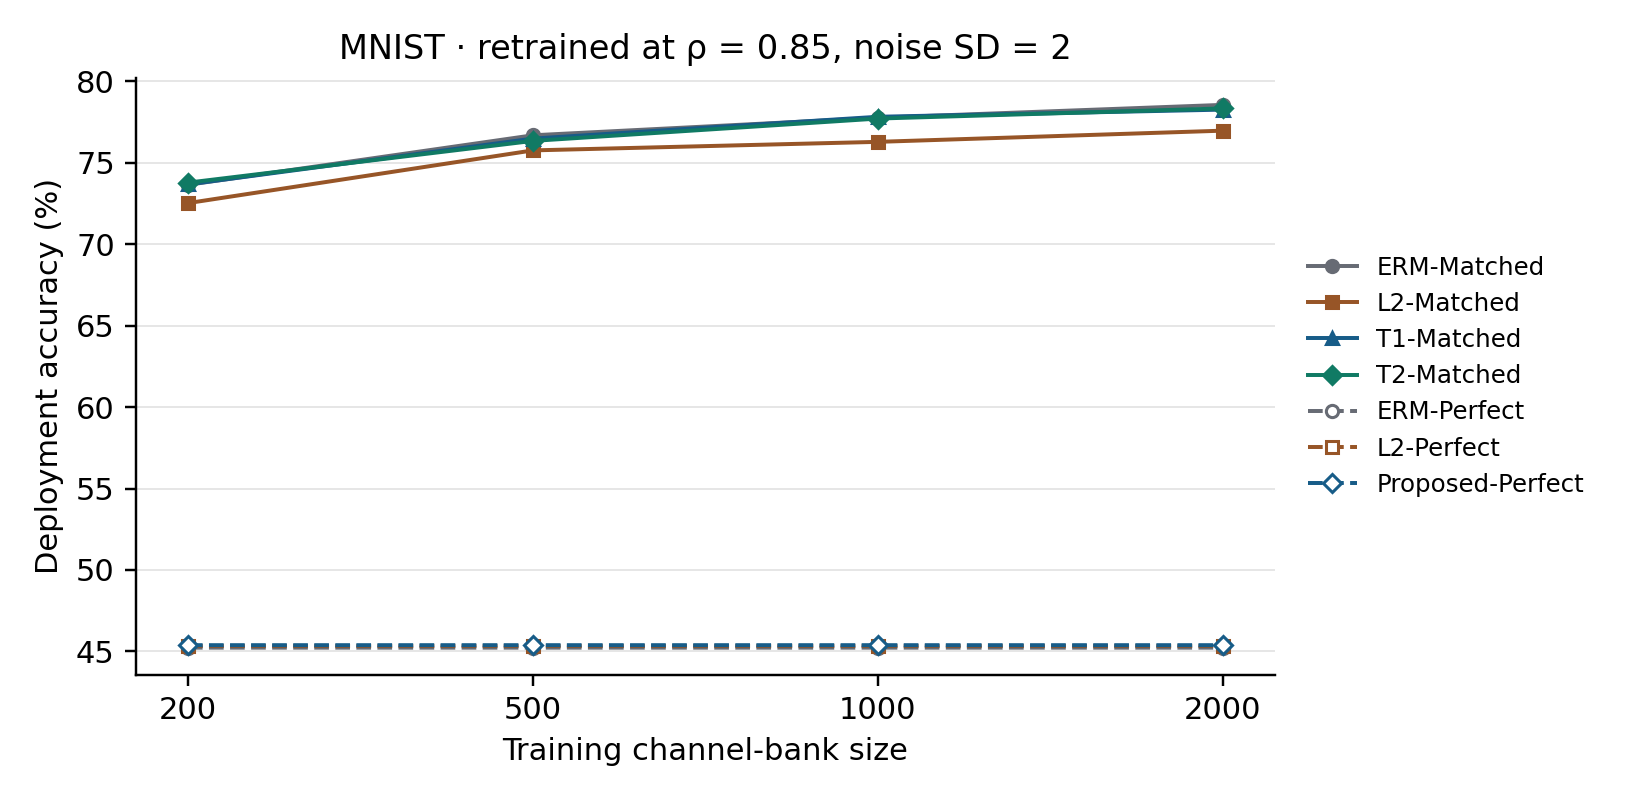 MNIST · retrained at ρ = 0.85, noise SD = 2
Deployment accuracy (%)
80
75
70
65
60
55
50
45
200 500 1000 2000
Training channel-bank size
ERM-Matched
L2-Matched
T1-Matched
T2-Matched
ERM-Perfect
L2-Perfect
Proposed-Perfect